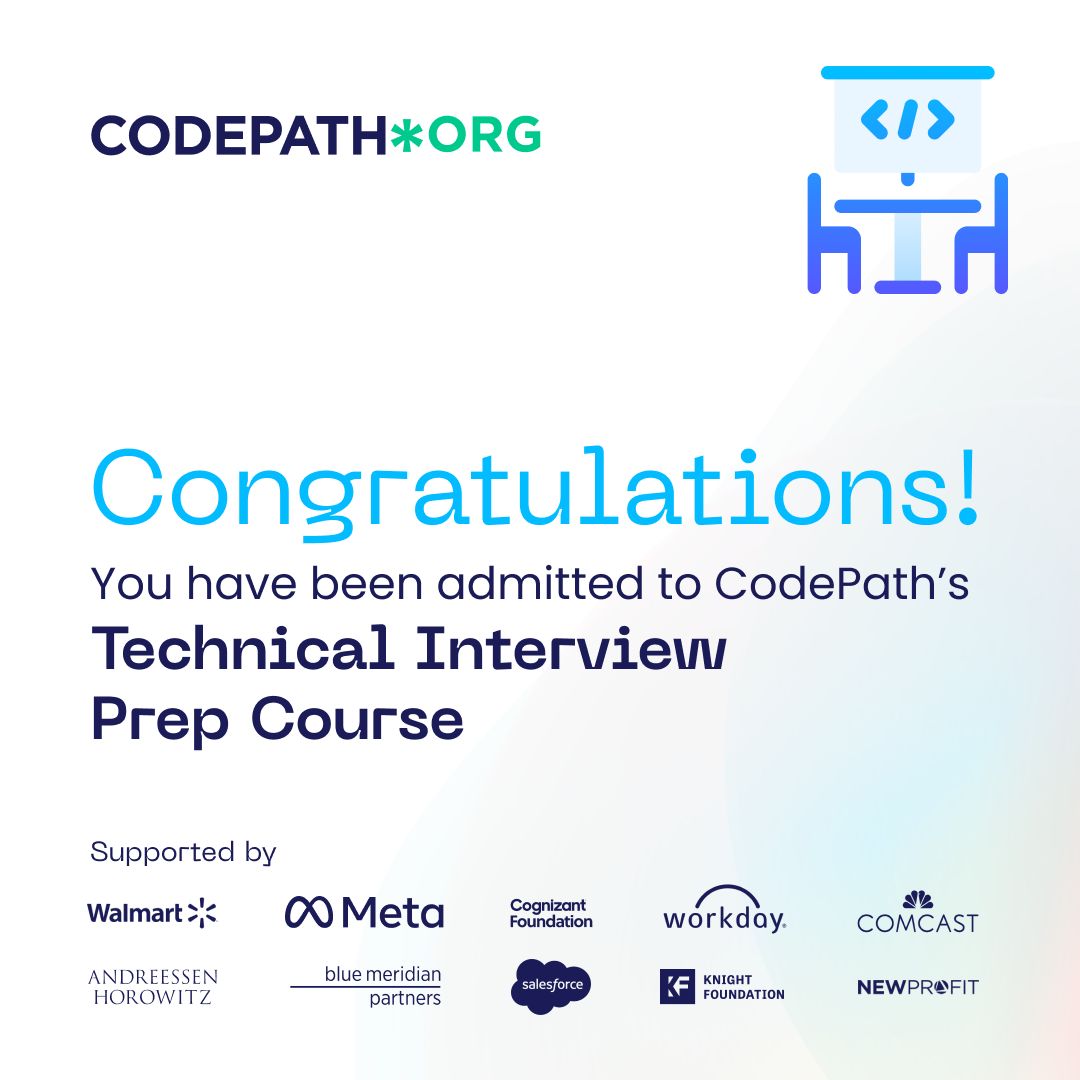 CODEPATH*ORG
</>
Congratulations!
You have been admitted to CodePath’s
Technical Interview
Prep Course
Supported by
Walmart Meta Cognizant Foundation workday® COMCAST
ANDREESSEN HOROWITZ blue meridian partners salesforce KF KNIGHT FOUNDATION NEWPROFIT